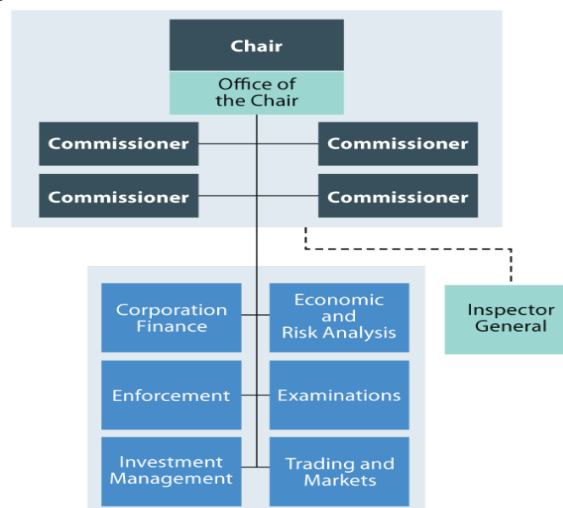 Chair
Office of
the Chair
Commissioner
Commissioner
Commissioner
Commissioner
Corporation
Finance
Economic
and
Risk Analysis
Inspector
General
Enforcement
Examinations
Investment
Management
Trading and
Markets